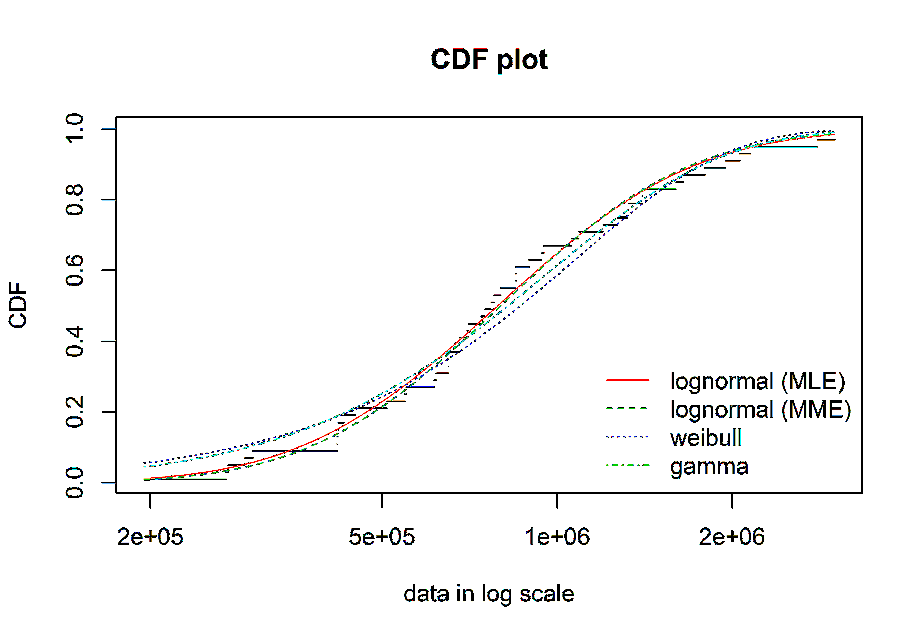 CDF plot
CDF
1.0
0.8
0.6
0.4
0.2
0.0
lognormal (MLE)
lognormal (MME)
weibull
gamma
2e+05 5e+05 1e+06 2e+06
data in log scale